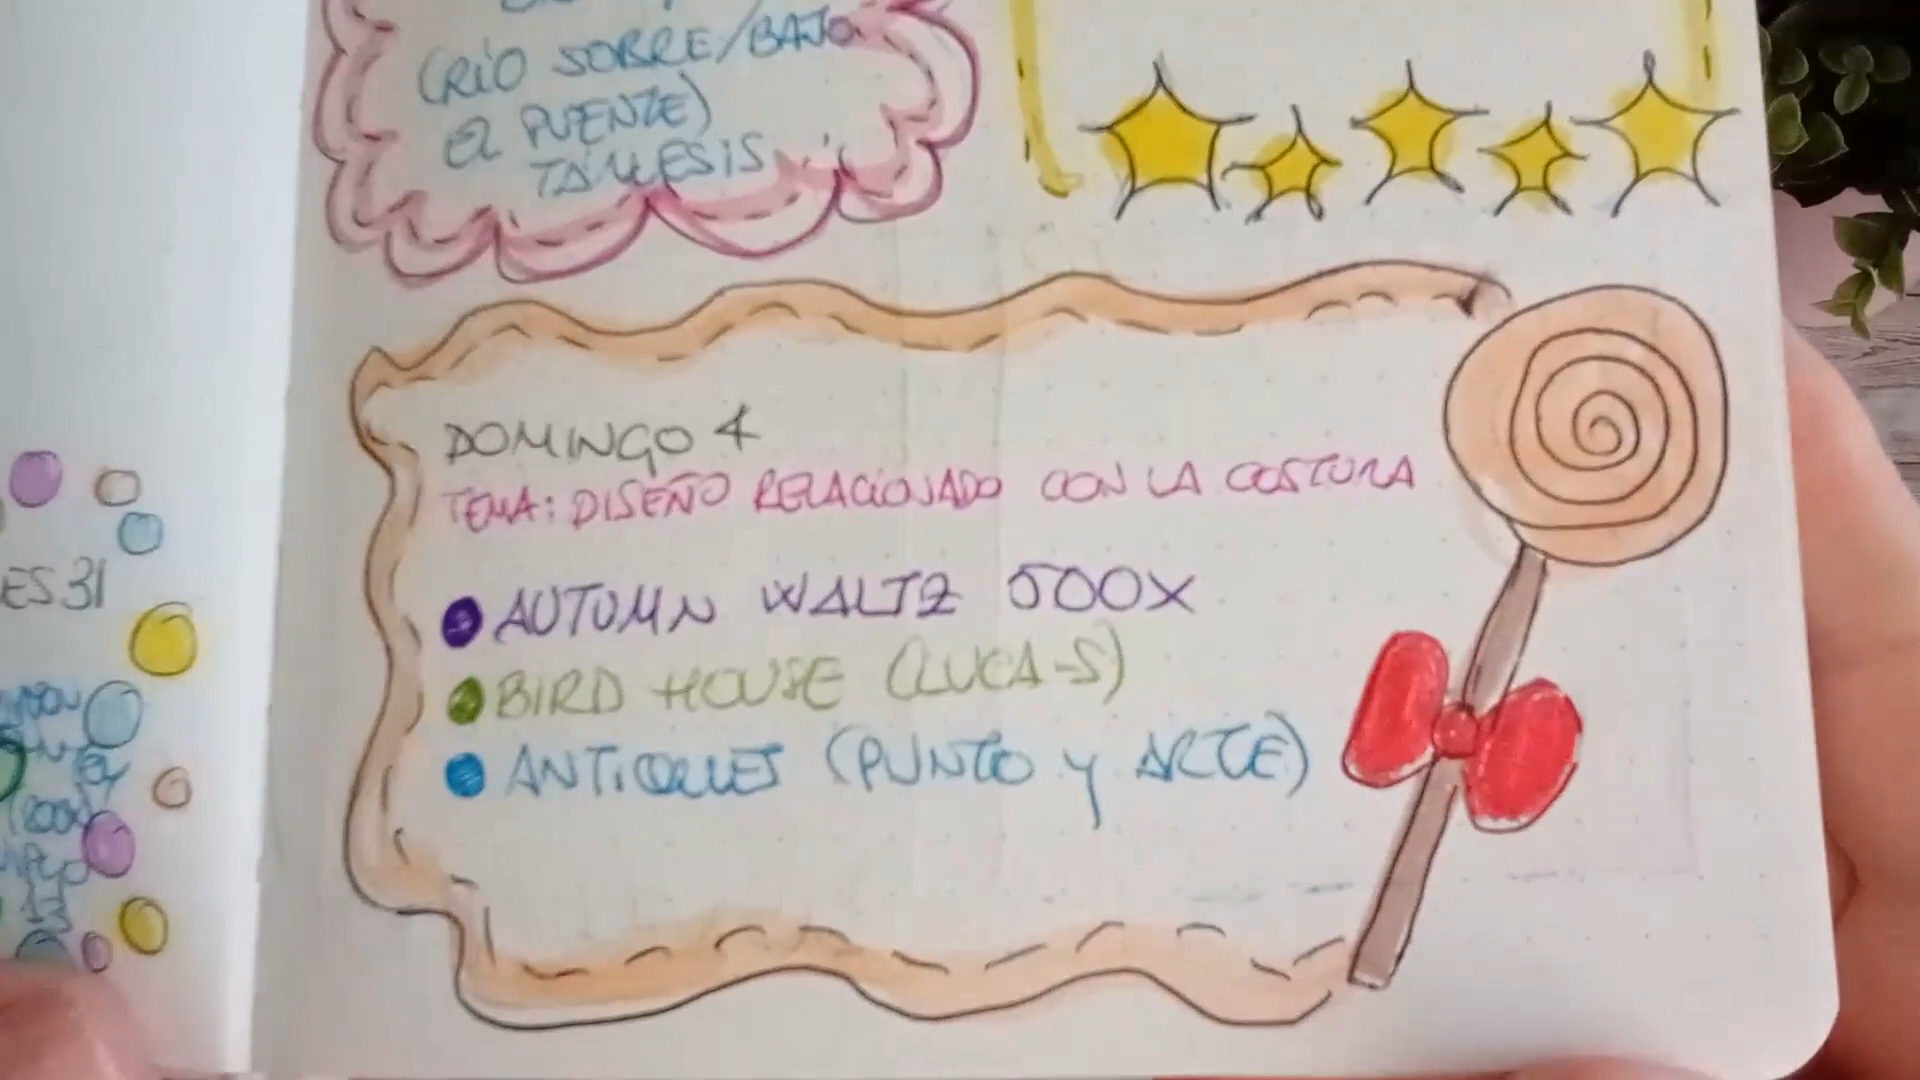 (RÍO SOBRE/BAJO
EL PUENTE)
TÁMESIS
DOMINGO 4
TEMA: DISEÑO RELACIONADO CON LA COSTURA
AUTUMN WALTZ 500X
BIRD HOUSE (LUCA-S)
ANTIQUES (PUNTO Y ARTE)
ES 31